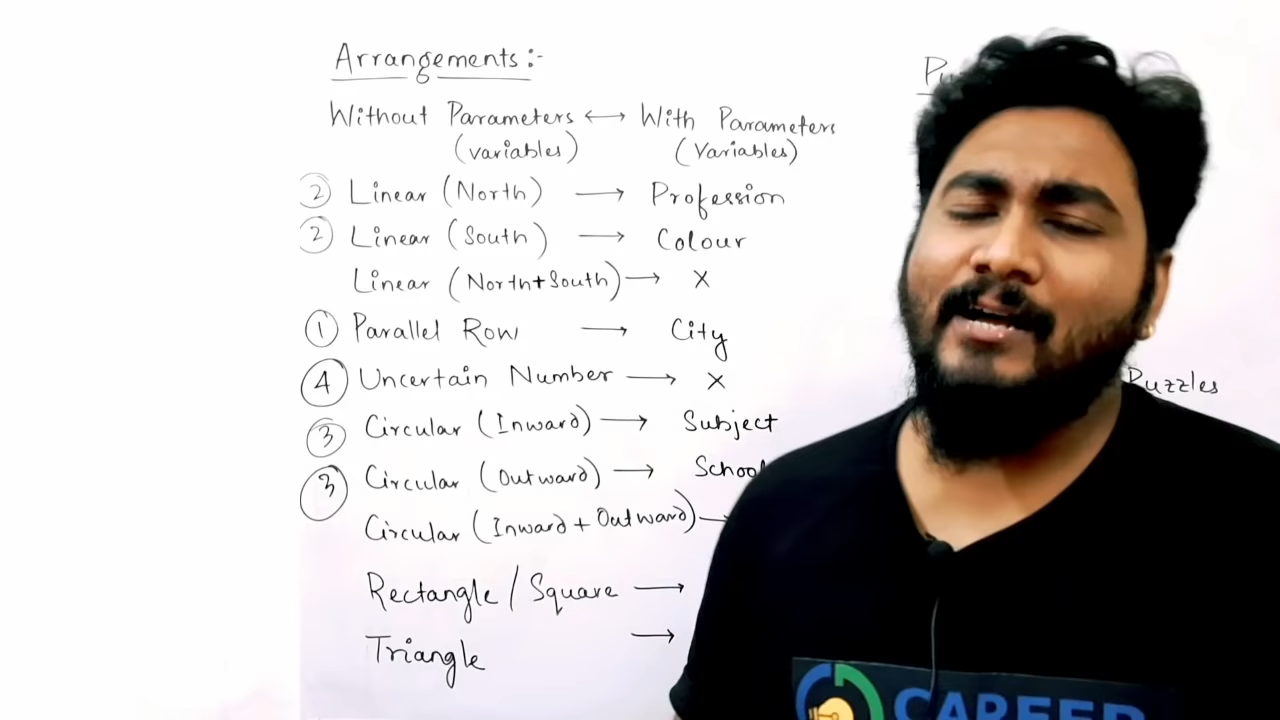 Arrangements:-
Without Parameters ↔ With Parameters
(variables) (Variables)
② Linear (North) → Profession
② Linear (South) → Colour
Linear (North+South) → X
① Parallel Row → City
④ Uncertain Number → X
③ Circular (Inward) → Subject
③ Circular (Outward) → School
Circular (Inward + Outward) →
Rectangle / Square →
Triangle →
Puzzles
CAREER